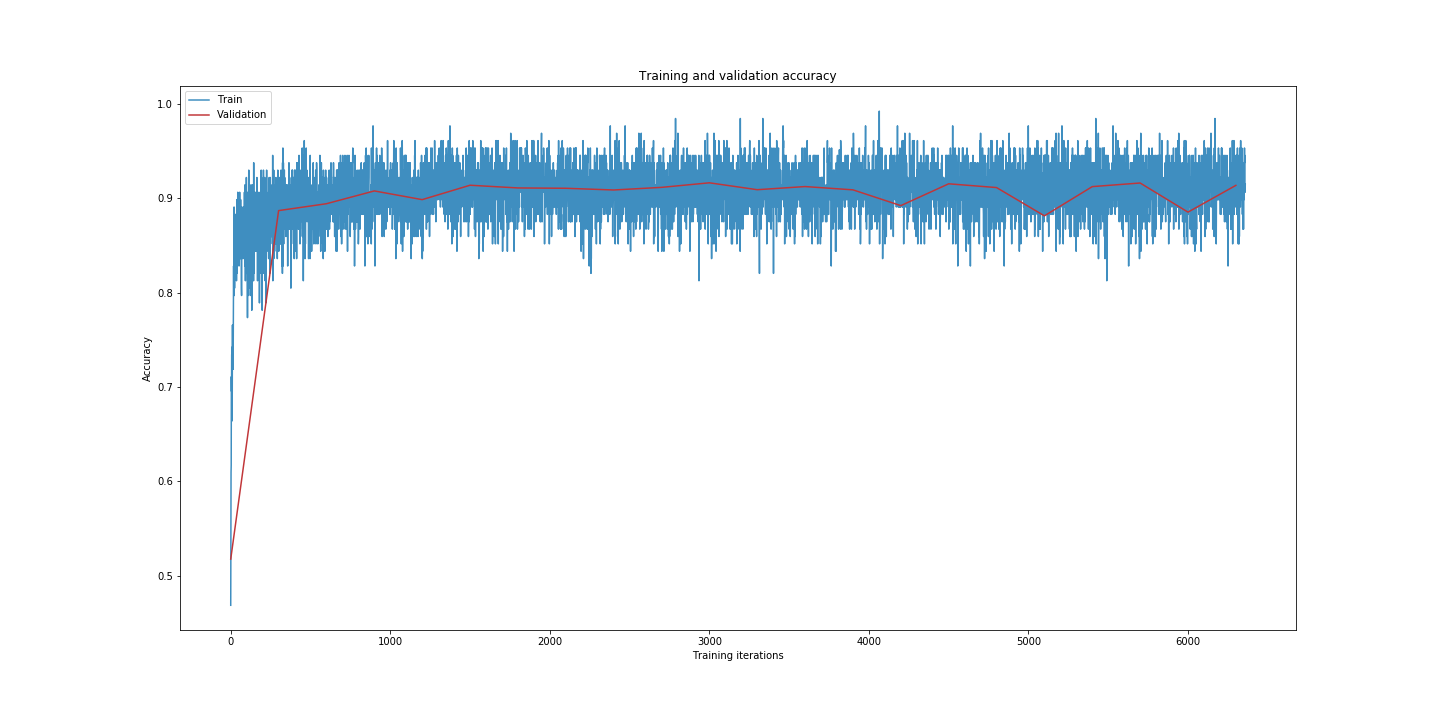 Training and validation accuracy
Train
Validation
1.0
0.9
0.8
0.7
0.6
0.5
Accuracy
0 1000 2000 3000 4000 5000 6000
Training iterations